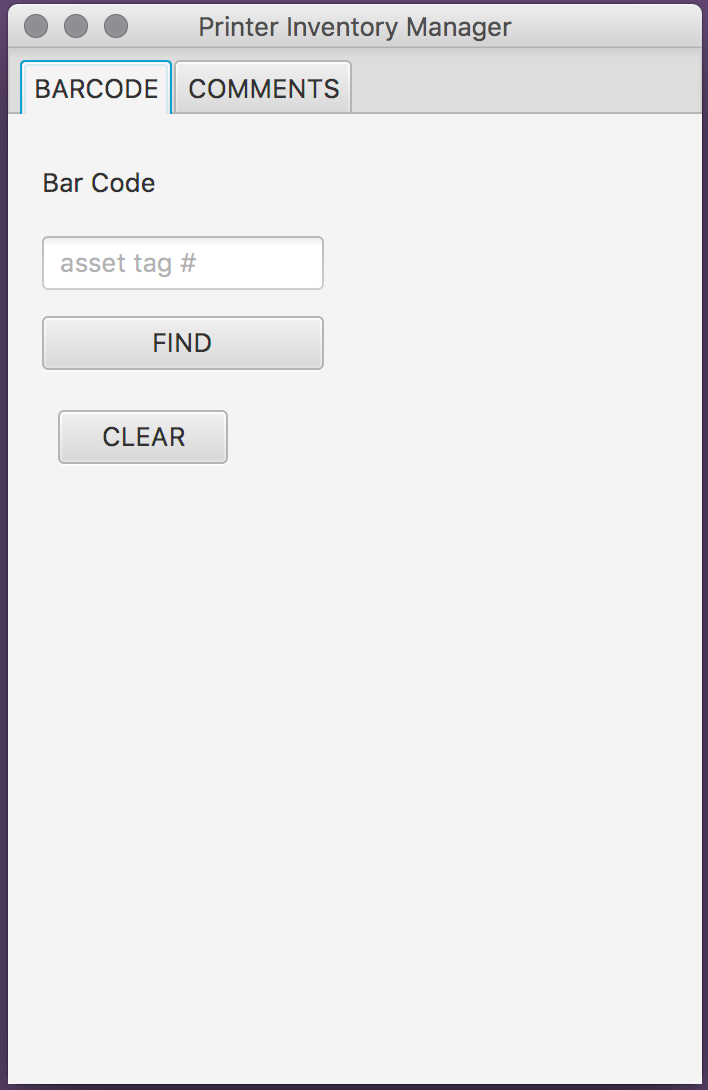 Printer Inventory Manager
BARCODE COMMENTS
Bar Code
asset tag #
FIND
CLEAR